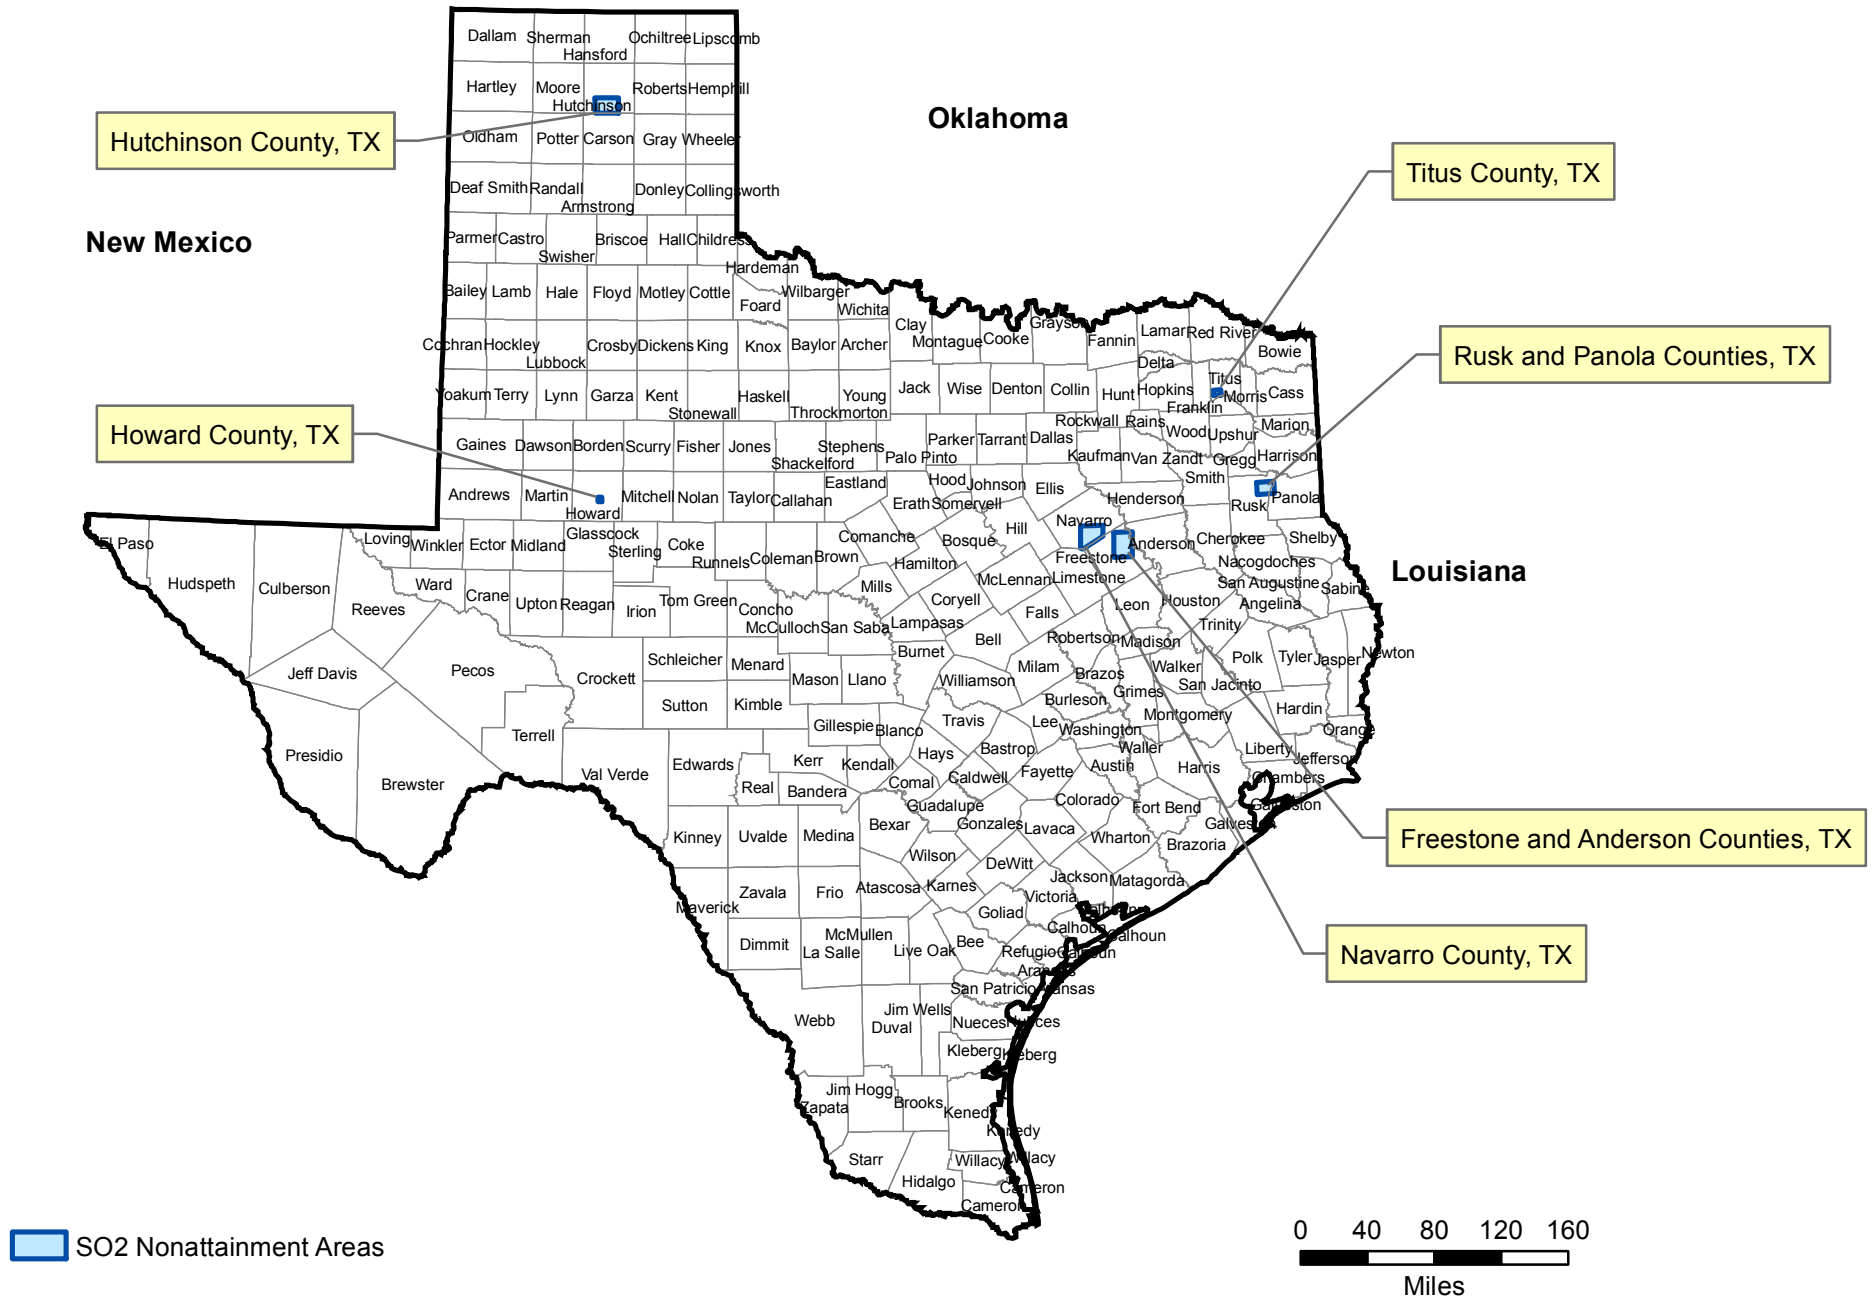 Dallam Sherman Ochiltree Lipscomb
Hansford
Hartley Moore Roberts Hemphill
Hutchinson
Oklahoma
Hutchinson County, TX
Oldham Potter Carson Gray Wheeler
Titus County, TX
Deaf Smith Randall Donley Collingsworth
Armstrong
New Mexico
Parmer Castro Briscoe Hall Childress
Swisher
Hardeman
Bailey Lamb Hale Floyd Motley Cottle Wilbarger
Foard Wichita
Clay Grayson Lamar Red River
Cochran Hockley Crosby Dickens King Knox Baylor Archer Montague Cooke Fannin Bowie
Lubbock Delta
Rusk and Panola Counties, TX
Yoakum Terry Lynn Garza Kent Haskell Young Jack Wise Denton Collin Hunt Hopkins Titus Morris Cass
Stonewall Throckmorton Franklin
Howard County, TX
Rockwall Rains Wood Upshur Marion
Gaines Dawson Borden Scurry Fisher Jones Stephens Parker Tarrant Dallas
Shackelford Palo Pinto Kaufman Van Zandt Gregg Harrison
Smith
Andrews Martin Mitchell Nolan Taylor Callahan Eastland Hood Johnson Ellis Henderson Rusk Panola
Howard Erath Somervell
El Paso Loving Winkler Ector Midland Glasscock Sterling Coke Runnels Coleman Brown Comanche Bosque Hill Navarro Anderson Cherokee Shelby
Freestone Nacogdoches
Louisiana
Hudspeth Culberson Reeves Ward Crane Upton Reagan Irion Tom Green Concho Mills Hamilton McLennan Limestone San Augustine Sabine
Coryell Falls Leon Houston Angelina
McCulloch San Saba Lampasas Trinity
Bell Robertson Madison
Jeff Davis Pecos Crockett Schleicher Menard Burnet Milam Brazos Walker Polk Tyler Jasper Newton
Mason Llano Williamson Grimes San Jacinto
Sutton Kimble Burleson Hardin
Gillespie Blanco Travis Lee Washington Montgomery Orange
Presidio Terrell Hays Bastrop Waller Liberty Jefferson
Brewster Val Verde Edwards Kerr Kendall Caldwell Fayette Austin Harris Chambers
Real Bandera Comal
Guadalupe Colorado Fort Bend Galveston
Kinney Uvalde Medina Bexar Gonzales Lavaca Wharton Galveston
Brazoria
Freestone and Anderson Counties, TX
Wilson DeWitt
Zavala Frio Atascosa Karnes Jackson Matagorda
Maverick Goliad Victoria
Calhoun
Dimmit McMullen Bee Calhoun Calhoun
La Salle Live Oak Refugio Calhoun
Navarro County, TX
Aransas
San Patricio Aransas
Webb Jim Wells
Duval Nueces Nueces
Kleberg Kleberg
Jim Hogg
Zapata Brooks Kenedy
Kenedy
Starr Willacy Willacy
Hidalgo Cameron
Cameron
SO2 Nonattainment Areas
0 40 80 120 160
Miles